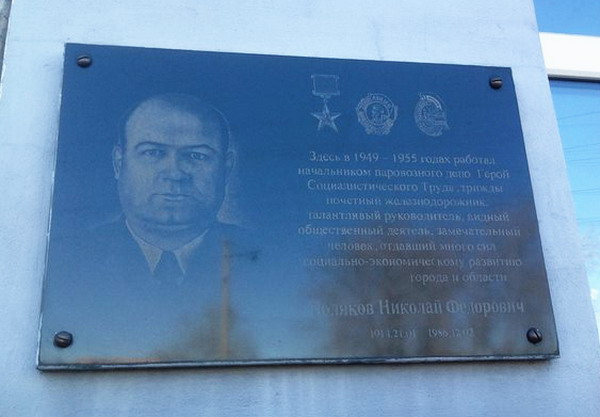 Здесь в 1949 - 1955 годах работал
начальником паровозного депо Герой
Социалистического Труда, трижды
почетный железнодорожник,
талантливый руководитель, видный
общественный деятель, замечательный
человек, отдавший много сил
социально-экономическому развитию
города и области
Поляков Николай Федорович